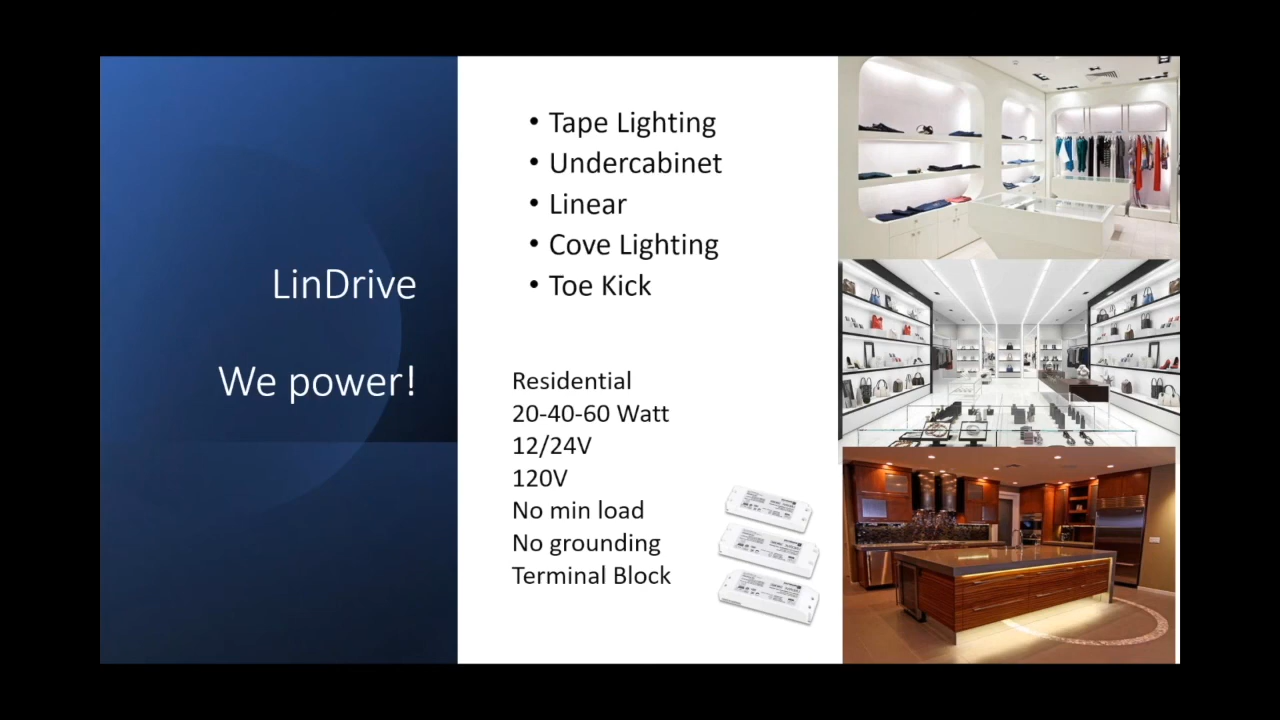 LinDrive
We power!
• Tape Lighting
• Undercabinet
• Linear
• Cove Lighting
• Toe Kick
Residential
20-40-60 Watt
12/24V
120V
No min load
No grounding
Terminal Block